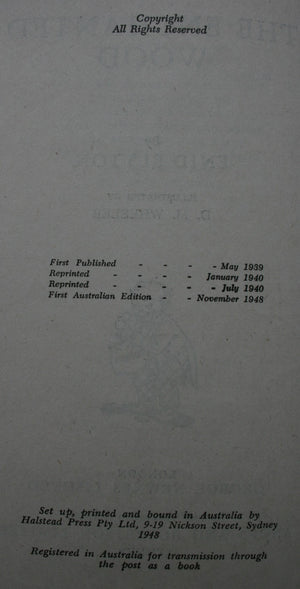 Copyright
All Rights Reserved
First Published - - - - May 1939
Reprinted - - - - January 1940
Reprinted - - - - July 1940
First Australian Edition - - November 1948
Set up, printed and bound in Australia by
Halstead Press Pty Ltd, 9-19 Nickson Street, Sydney
1948
Registered in Australia for transmission through
the post as a book